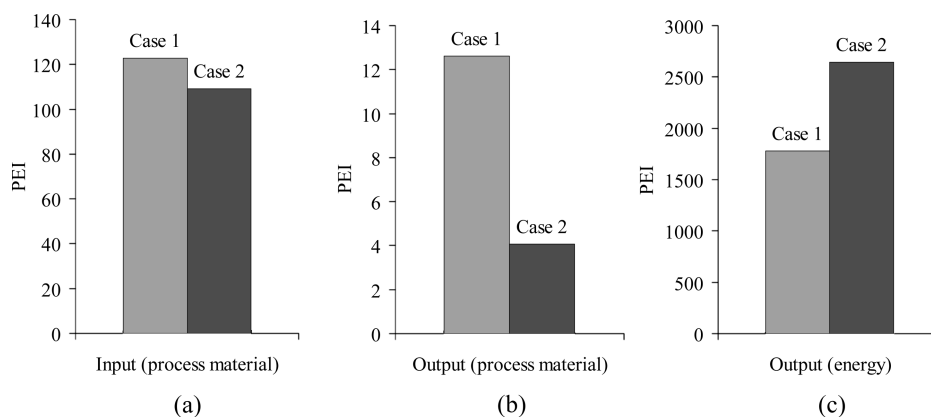 140
120
100
80
60
40
20
0
PEI
Case 1
Case 2
Input (process material)
(a)
14
12
10
8
6
4
2
0
PEI
Case 1
Case 2
Output (process material)
(b)
3000
2500
2000
1500
1000
500
0
PEI
Case 1
Case 2
Output (energy)
(c)